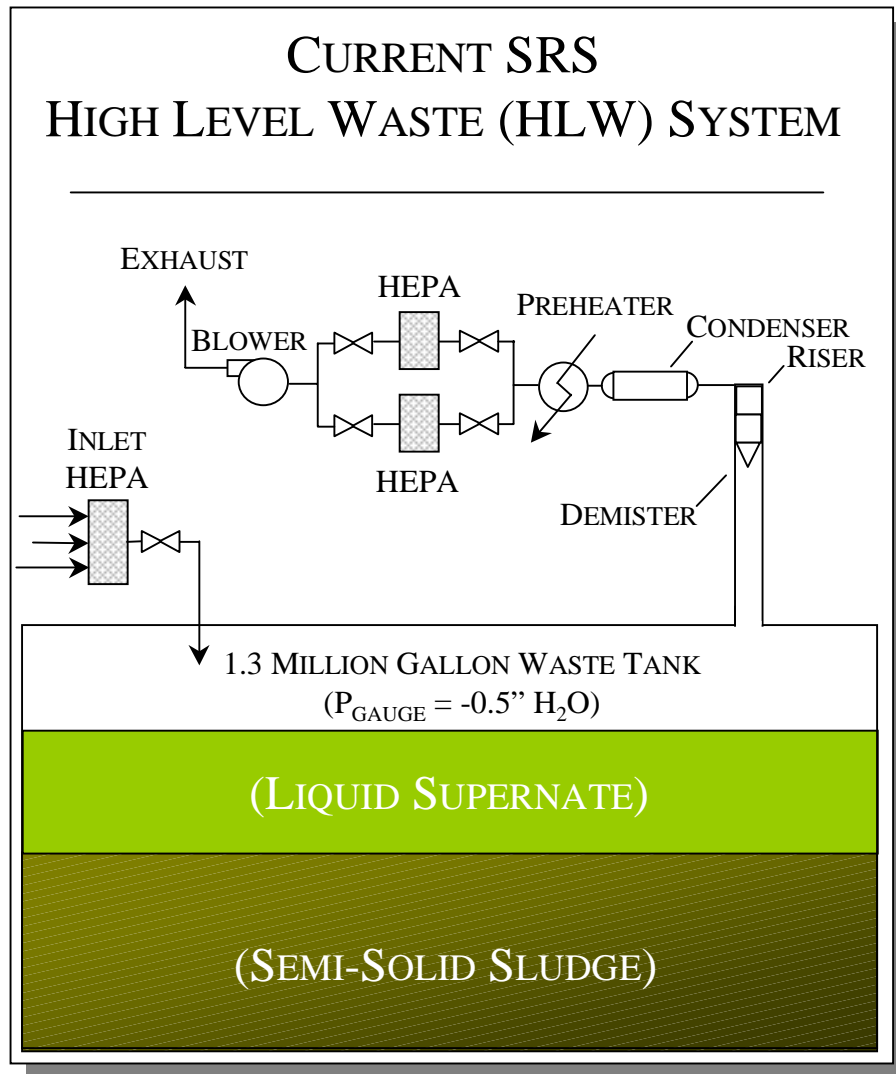 CURRENT SRS
HIGH LEVEL WASTE (HLW) SYSTEM
EXHAUST
HEPA
PREHEATER
BLOWER
CONDENSER
RISER
INLET
HEPA
HEPA
DEMISTER
1.3 MILLION GALLON WASTE TANK
(P_GAUGE = -0.5” H₂O)
(LIQUID SUPERNATE)
(SEMI-SOLID SLUDGE)